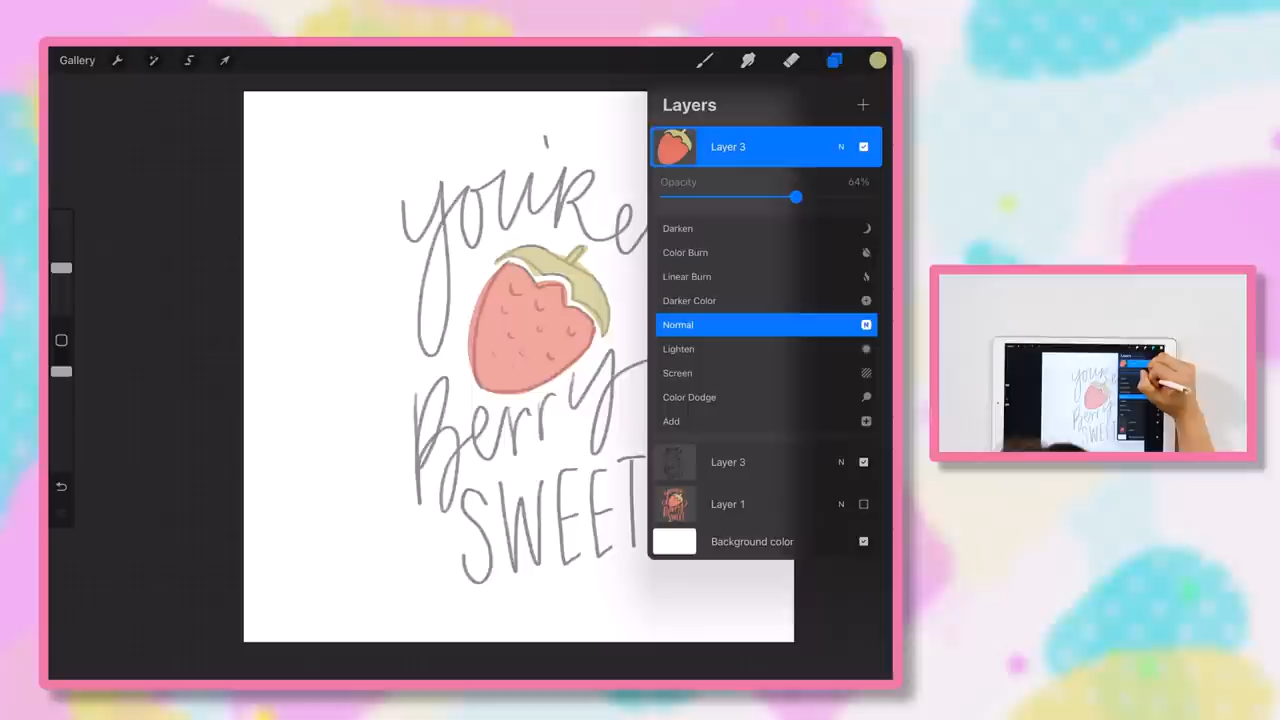 Gallery
Layers
Layer 3 N
Opacity 64%
Darken
Color Burn
Linear Burn
Darker Color
Normal N
Lighten
Screen
Color Dodge
Add
Layer 3 N
Layer 1 N
Background color
you're
Berry
SWEET